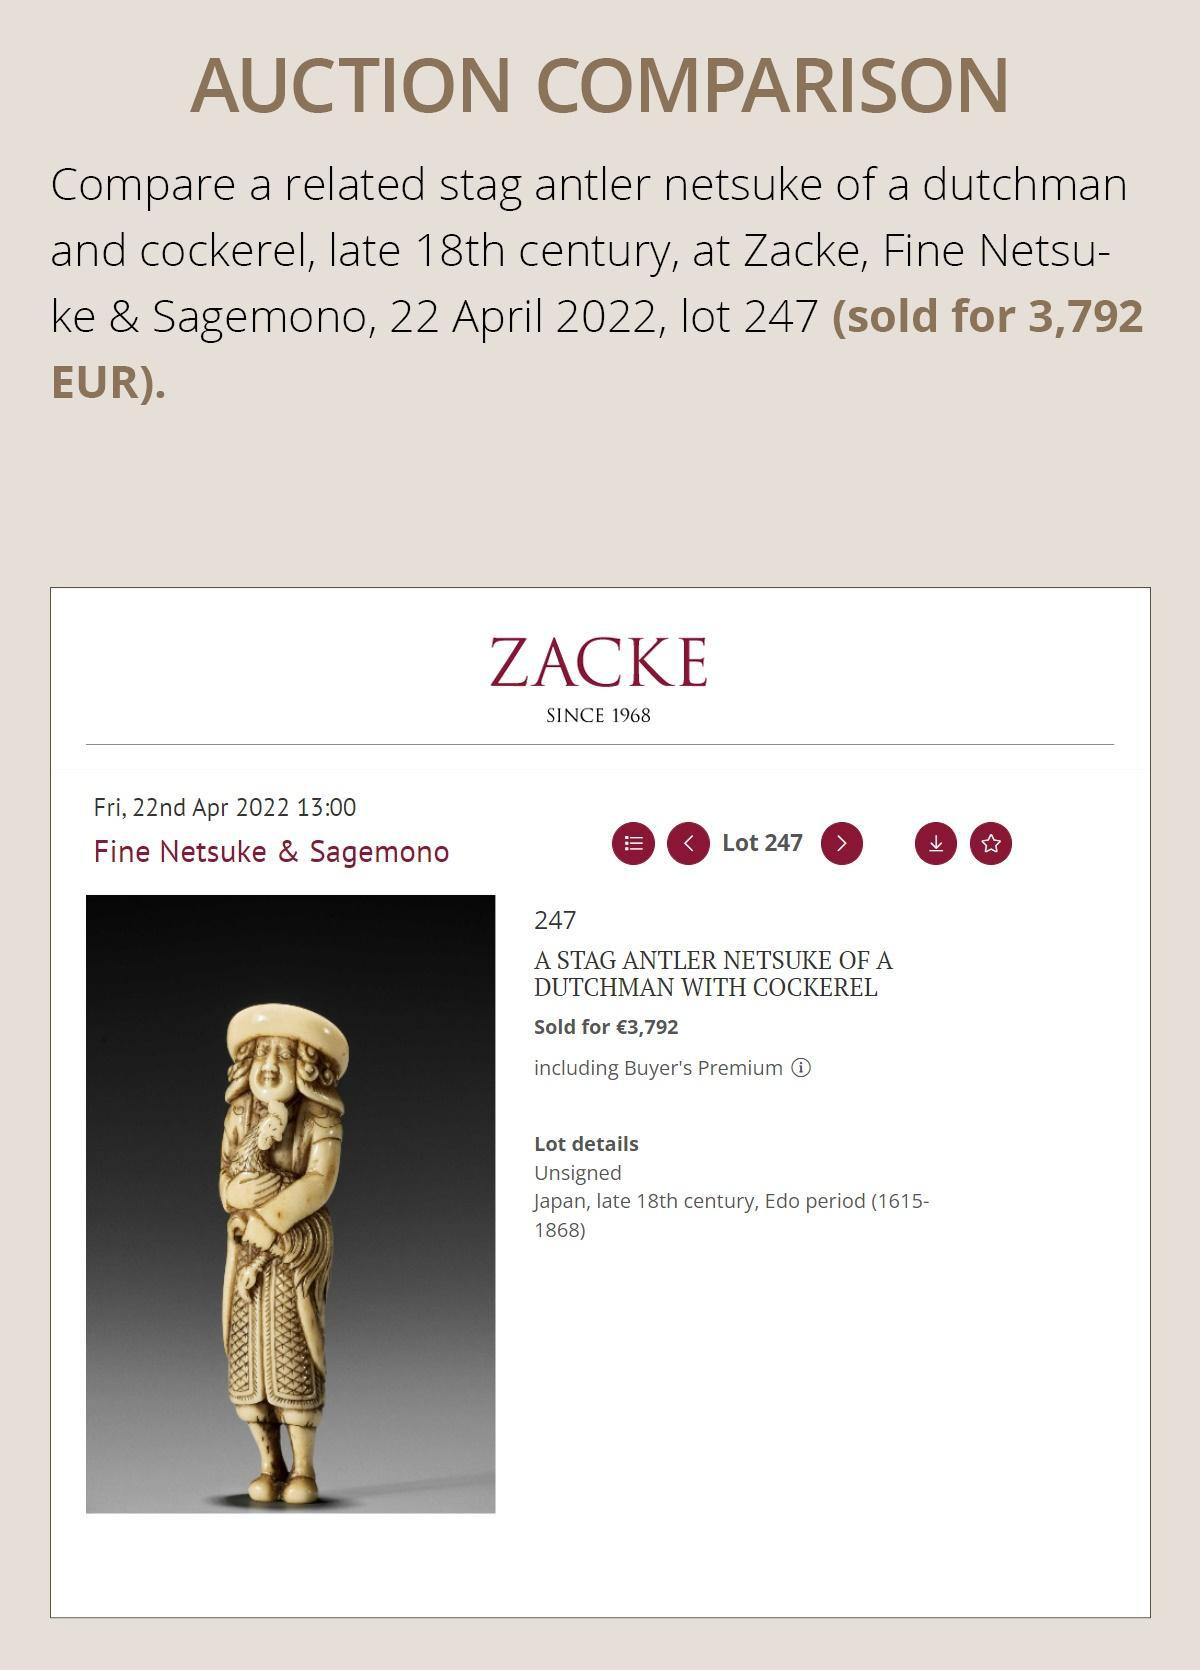 AUCTION COMPARISON
Compare a related stag antler netsuke of a dutchman
and cockerel, late 18th century, at Zacke, Fine Netsu-
ke & Sagemono, 22 April 2022, lot 247 (sold for 3,792
EUR).
ZACKE
SINCE 1968
Fri, 22nd Apr 2022 13:00
Fine Netsuke & Sagemono
Lot 247
247
A STAG ANTLER NETSUKE OF A
DUTCHMAN WITH COCKEREL
Sold for €3,792
including Buyer's Premium
Lot details
Unsigned
Japan, late 18th century, Edo period (1615-
1868)